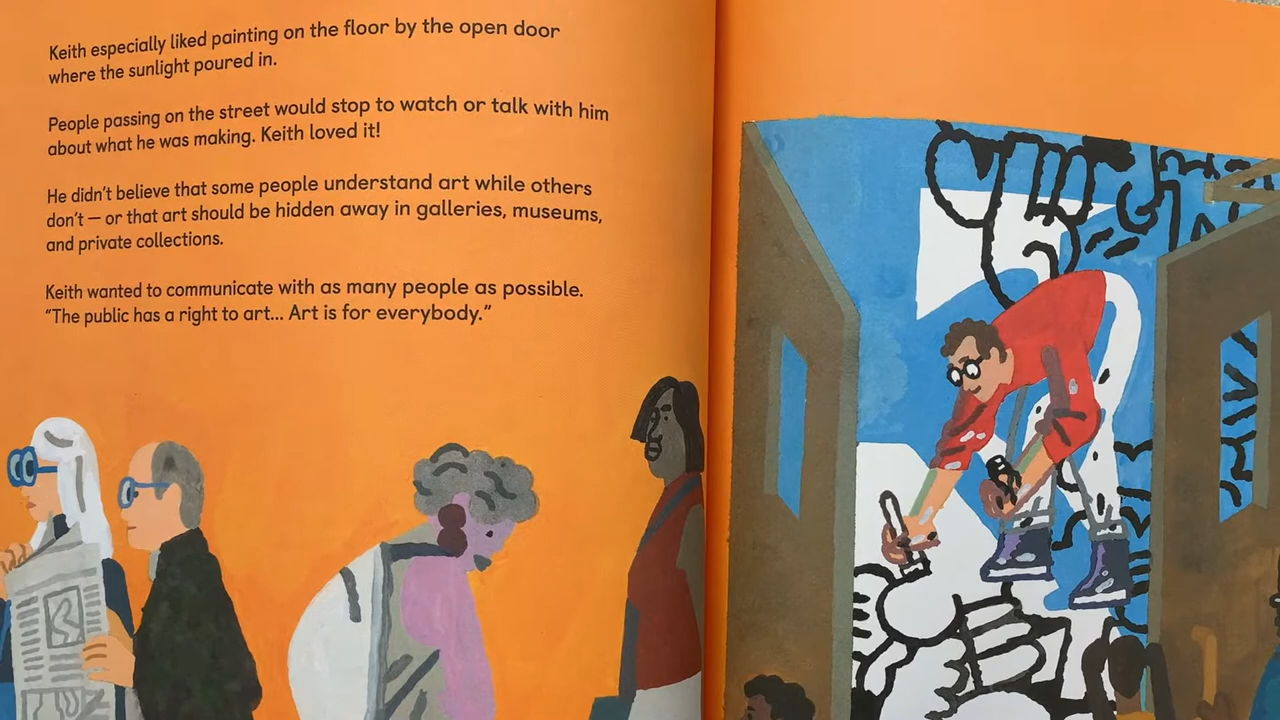 Keith especially liked painting on the floor by the open door
where the sunlight poured in.
People passing on the street would stop to watch or talk with him
about what he was making. Keith loved it!
He didn't believe that some people understand art while others
don't — or that art should be hidden away in galleries, museums,
and private collections.
Keith wanted to communicate with as many people as possible.
“The public has a right to art... Art is for everybody.”